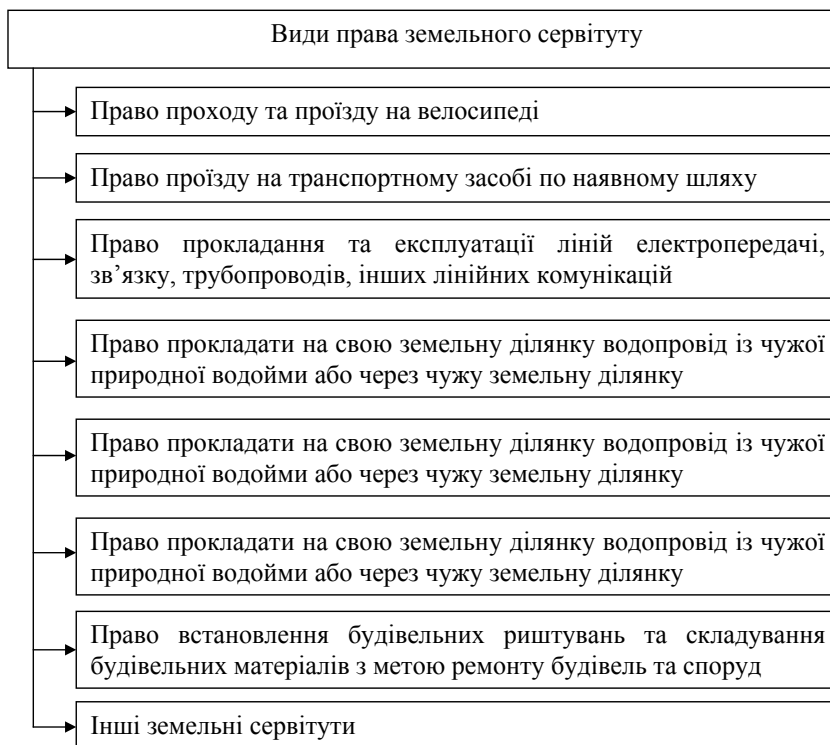 Види права земельного сервітуту
Право проходу та проїзду на велосипеді
Право проїзду на транспортному засобі по наявному шляху
Право прокладання та експлуатації ліній електропередачі,
зв’язку, трубопроводів, інших лінійних комунікацій
Право прокладати на свою земельну ділянку водопровід із чужої
природної водойми або через чужу земельну ділянку
Право прокладати на свою земельну ділянку водопровід із чужої
природної водойми або через чужу земельну ділянку
Право прокладати на свою земельну ділянку водопровід із чужої
природної водойми або через чужу земельну ділянку
Право встановлення будівельних риштувань та складування
будівельних матеріалів з метою ремонту будівель та споруд
Інші земельні сервітути